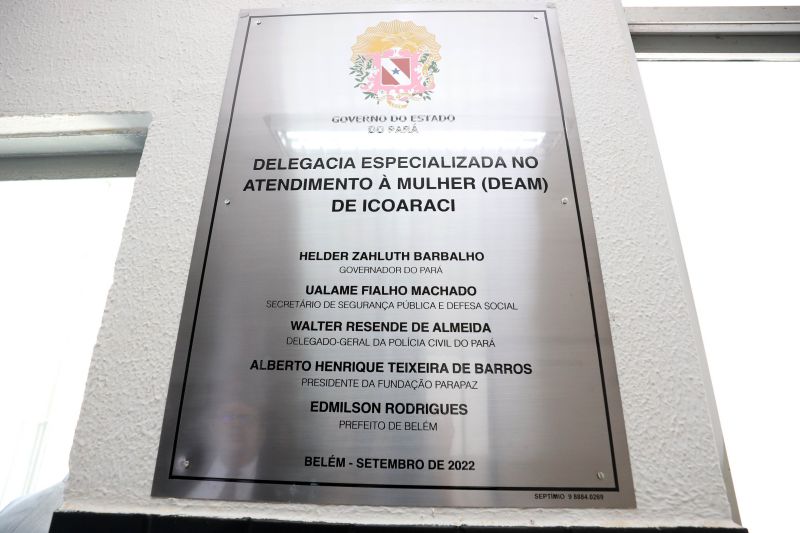 GOVERNO DO ESTADO
DO PARÁ
DELEGACIA ESPECIALIZADA NO
ATENDIMENTO À MULHER (DEAM)
DE ICOARACI
HELDER ZAHLUTH BARBALHO
GOVERNADOR DO PARÁ
UALAME FIALHO MACHADO
SECRETÁRIO DE SEGURANÇA PÚBLICA E DEFESA SOCIAL
WALTER RESENDE DE ALMEIDA
DELEGADO-GERAL DA POLÍCIA CIVIL DO PARÁ
ALBERTO HENRIQUE TEIXEIRA DE BARROS
PRESIDENTE DA FUNDAÇÃO PARAPAZ
EDMILSON RODRIGUES
PREFEITO DE BELÉM
BELÉM - SETEMBRO DE 2022
SEPTÍMIO 9 8884.0269